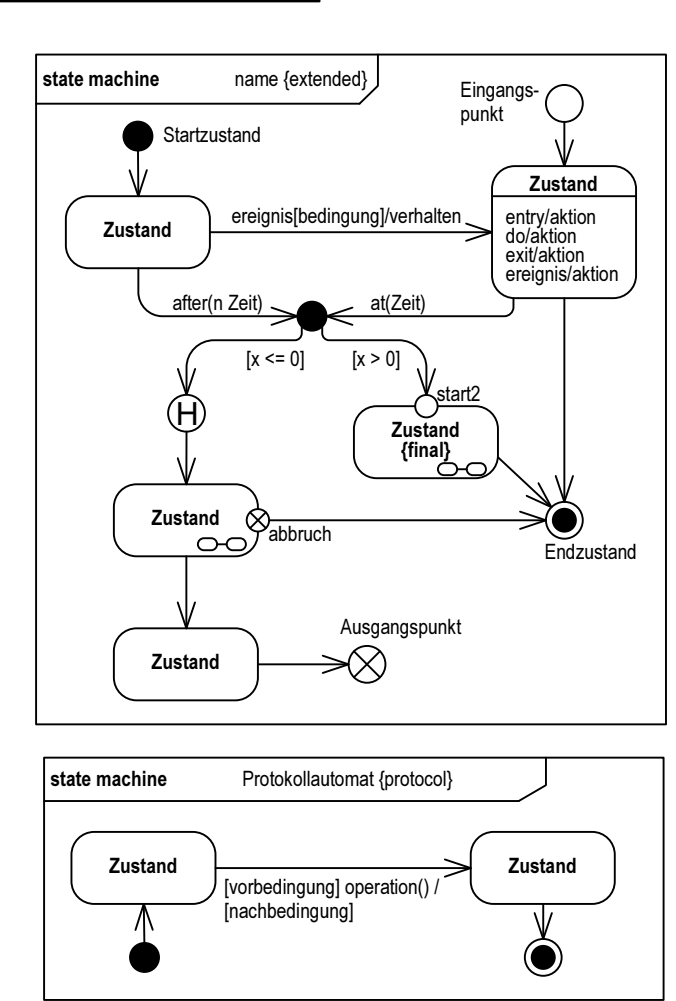 state machine name {extended}
Eingangs-
punkt
Startzustand
Zustand
Zustand
ereignis[bedingung]/verhalten
entry/aktion
do/aktion
exit/aktion
ereignis/aktion
after(n Zeit)
at(Zeit)
[x <= 0]
[x > 0]
H
start2
Zustand
{final}
Zustand
abbruch
Endzustand
Ausgangspunkt
Zustand
state machine Protokollautomat {protocol}
Zustand
Zustand
[vorbedingung] operation() /
[nachbedingung]